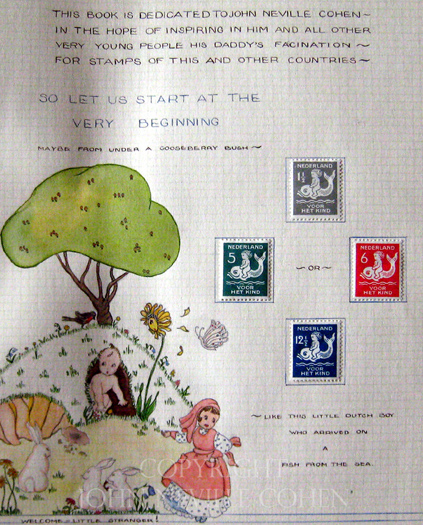 THIS BOOK IS DEDICATED TO JOHN NEVILLE COHEN ~
IN THE HOPE OF INSPIRING IN HIM AND ALL OTHER
VERY YOUNG PEOPLE HIS DADDY'S FACINATION ~
FOR STAMPS OF THIS AND OTHER COUNTRIES ~
SO LET US START AT THE
VERY BEGINNING
MAYBE FROM UNDER A GOOSEBERRY BUSH ~
NEDERLAND
1½
VOOR
HET KIND
NEDERLAND
5
VOOR
HET KIND
~ OR ~
NEDERLAND
6
VOOR
HET KIND
NEDERLAND
12½
VOOR
HET KIND
~ LIKE THIS LITTLE DUTCH BOY
WHO ARRIVED ON
A
FISH FROM THE SEA.
COPYRIGHT
JOHN NEVILLE COHEN
WELCOME LITTLE STRANGER!